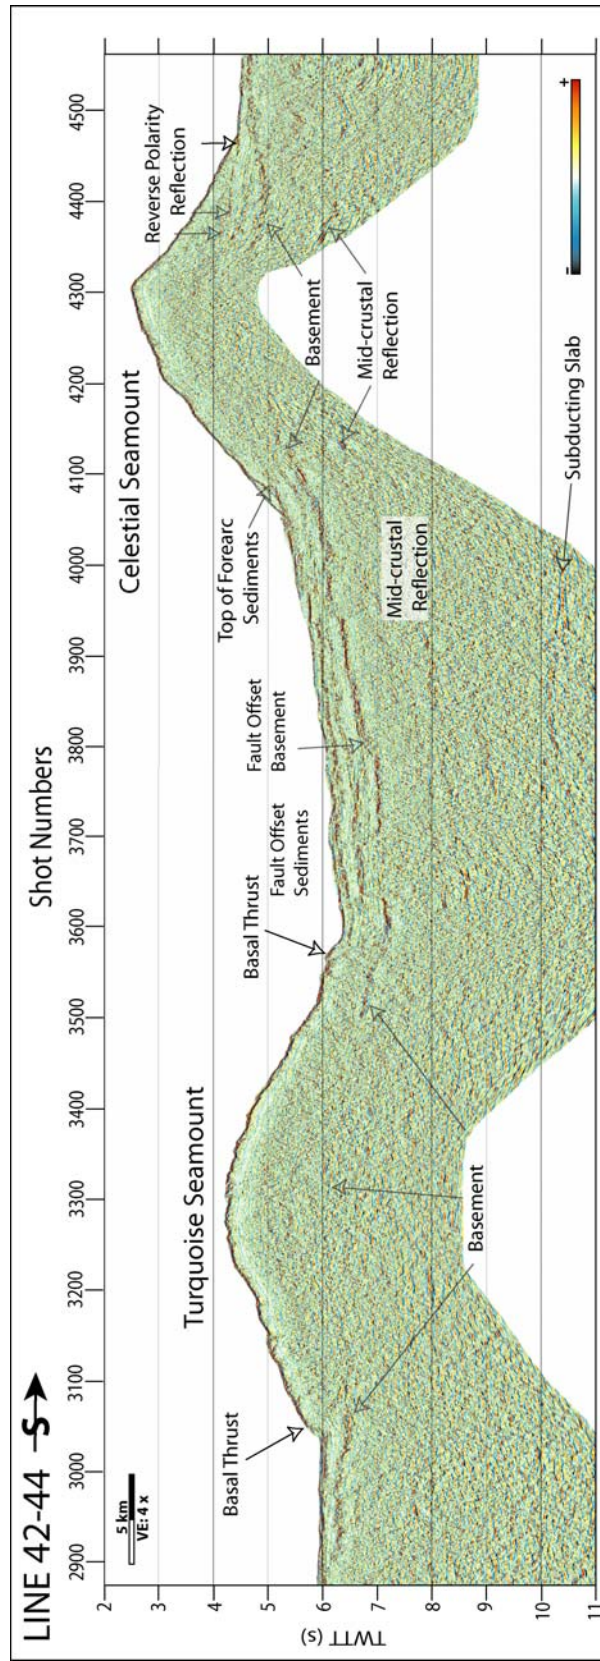 LINE 42-44 S
Shot Numbers
2900 3000 3100 3200 3300 3400 3500 3600 3700 3800 3900 4000 4100 4200 4300 4400 4500
5 km
VE: 4 x
Turquoise Seamount
Celestial Seamount
Reverse Polarity
Reflection
Basal Thrust
Basal Thrust
Fault Offset
Sediments
Fault Offset
Basement
Top of Forearc
Sediments
Basement
Mid-crustal
Reflection
Mid-crustal
Reflection
Basement
Subducting Slab
– +
TWTT (s)
2
3
4
5
6
7
8
9
10
11